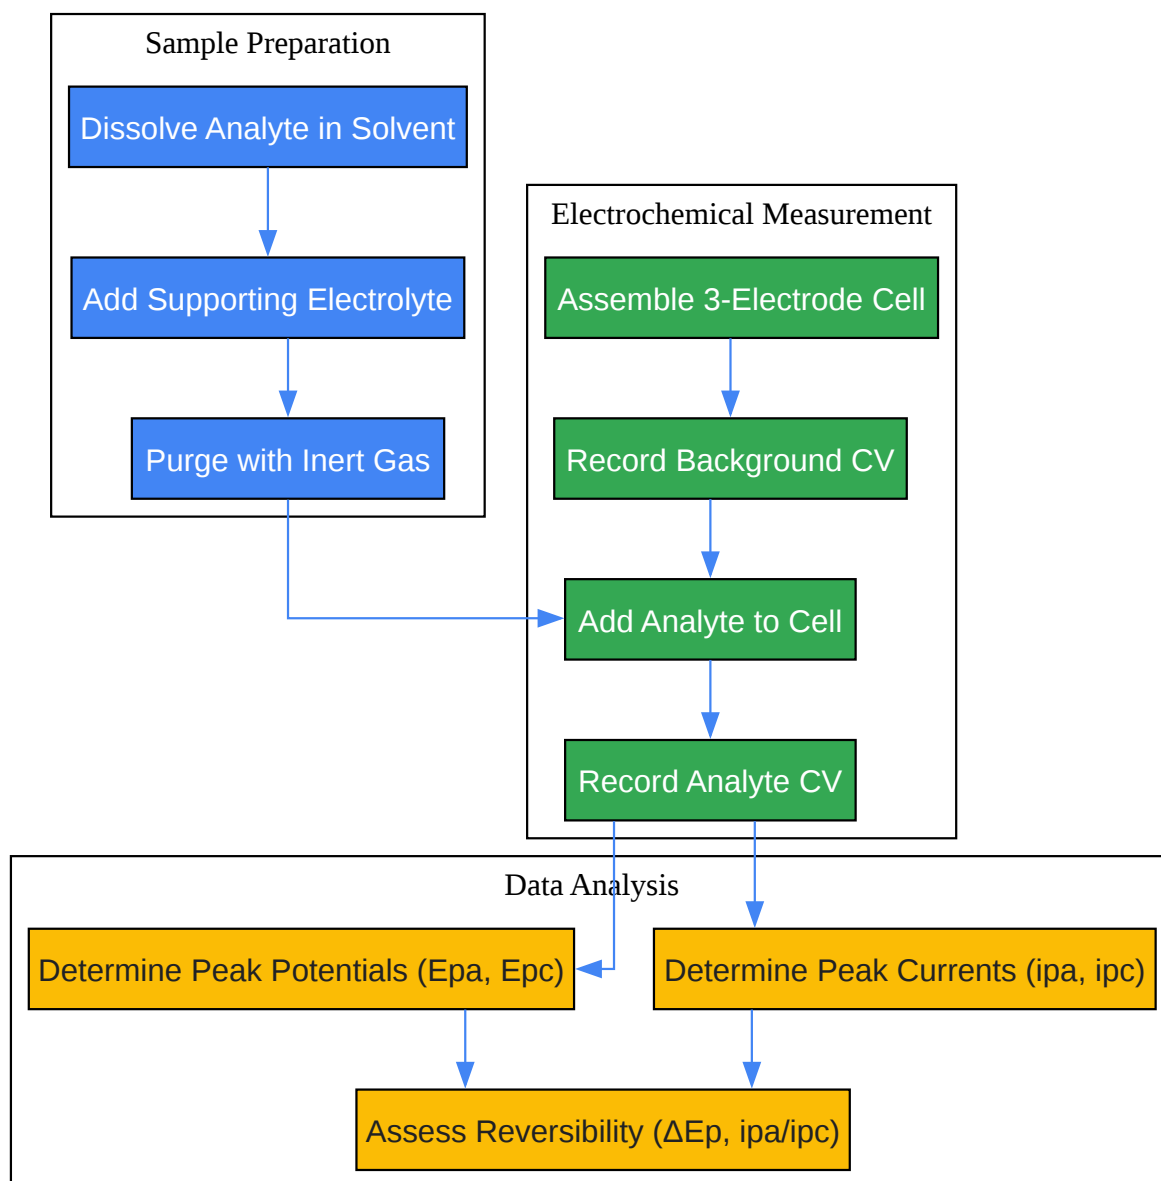 Sample Preparation
Dissolve Analyte in Solvent
Add Supporting Electrolyte
Purge with Inert Gas
Electrochemical Measurement
Assemble 3-Electrode Cell
Record Background CV
Add Analyte to Cell
Record Analyte CV
Data Analysis
Determine Peak Potentials (Epa, Epc)
Determine Peak Currents (ipa, ipc)
Assess Reversibility (ΔEp, ipa/ipc)